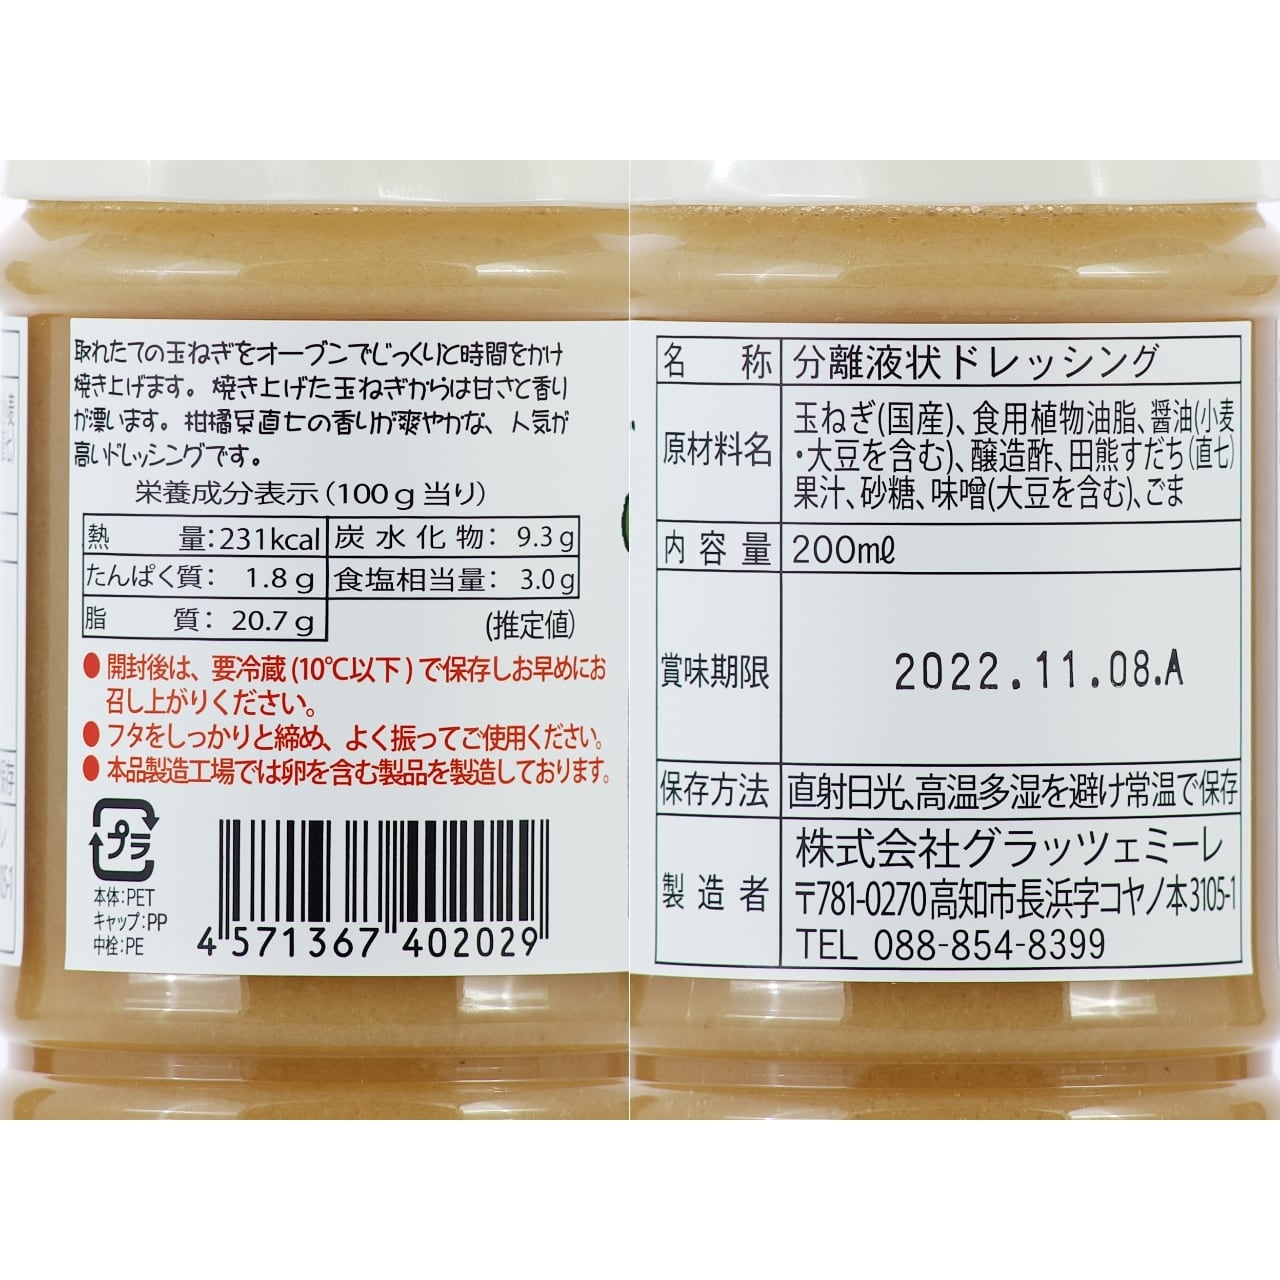 取れたての玉ねぎをオーブンでじっくりと時間をかけ
焼き上げます。焼き上げた玉ねぎからは甘さと香り
が漂います。柑橘系直七の香りが爽やかな、人気が
高いドレッシングです。
栄養成分表示(100g当り)
熱量:231kcal 炭水化物: 9.3g
たんぱく質: 1.8g 食塩相当量: 3.0g
脂質: 20.7g
(推定値)
●開封後は、要冷蔵(10℃以下)で保存しお早めにお
召し上がりください。
●フタをしっかりと締め、よく振ってご使用ください。
●本品製造工場では卵を含む製品を製造しております。
プラ
本体:PET
キャップ:PP
中栓:PE
4 571367 402029
名称 分離液状ドレッシング
原材料名 玉ねぎ(国産)、食用植物油脂、醤油(小麦
・大豆を含む)、醸造酢、田熊すだち(直七)
果汁、砂糖、味噌(大豆を含む)、ごま
内容量 200ml
賞味期限 2022.11.08.A
保存方法 直射日光、高温多湿を避け常温で保存
製造者 株式会社グラッツェミーレ
〒781-0270高知市長浜字コヤノ本3105-1
TEL 088-854-8399